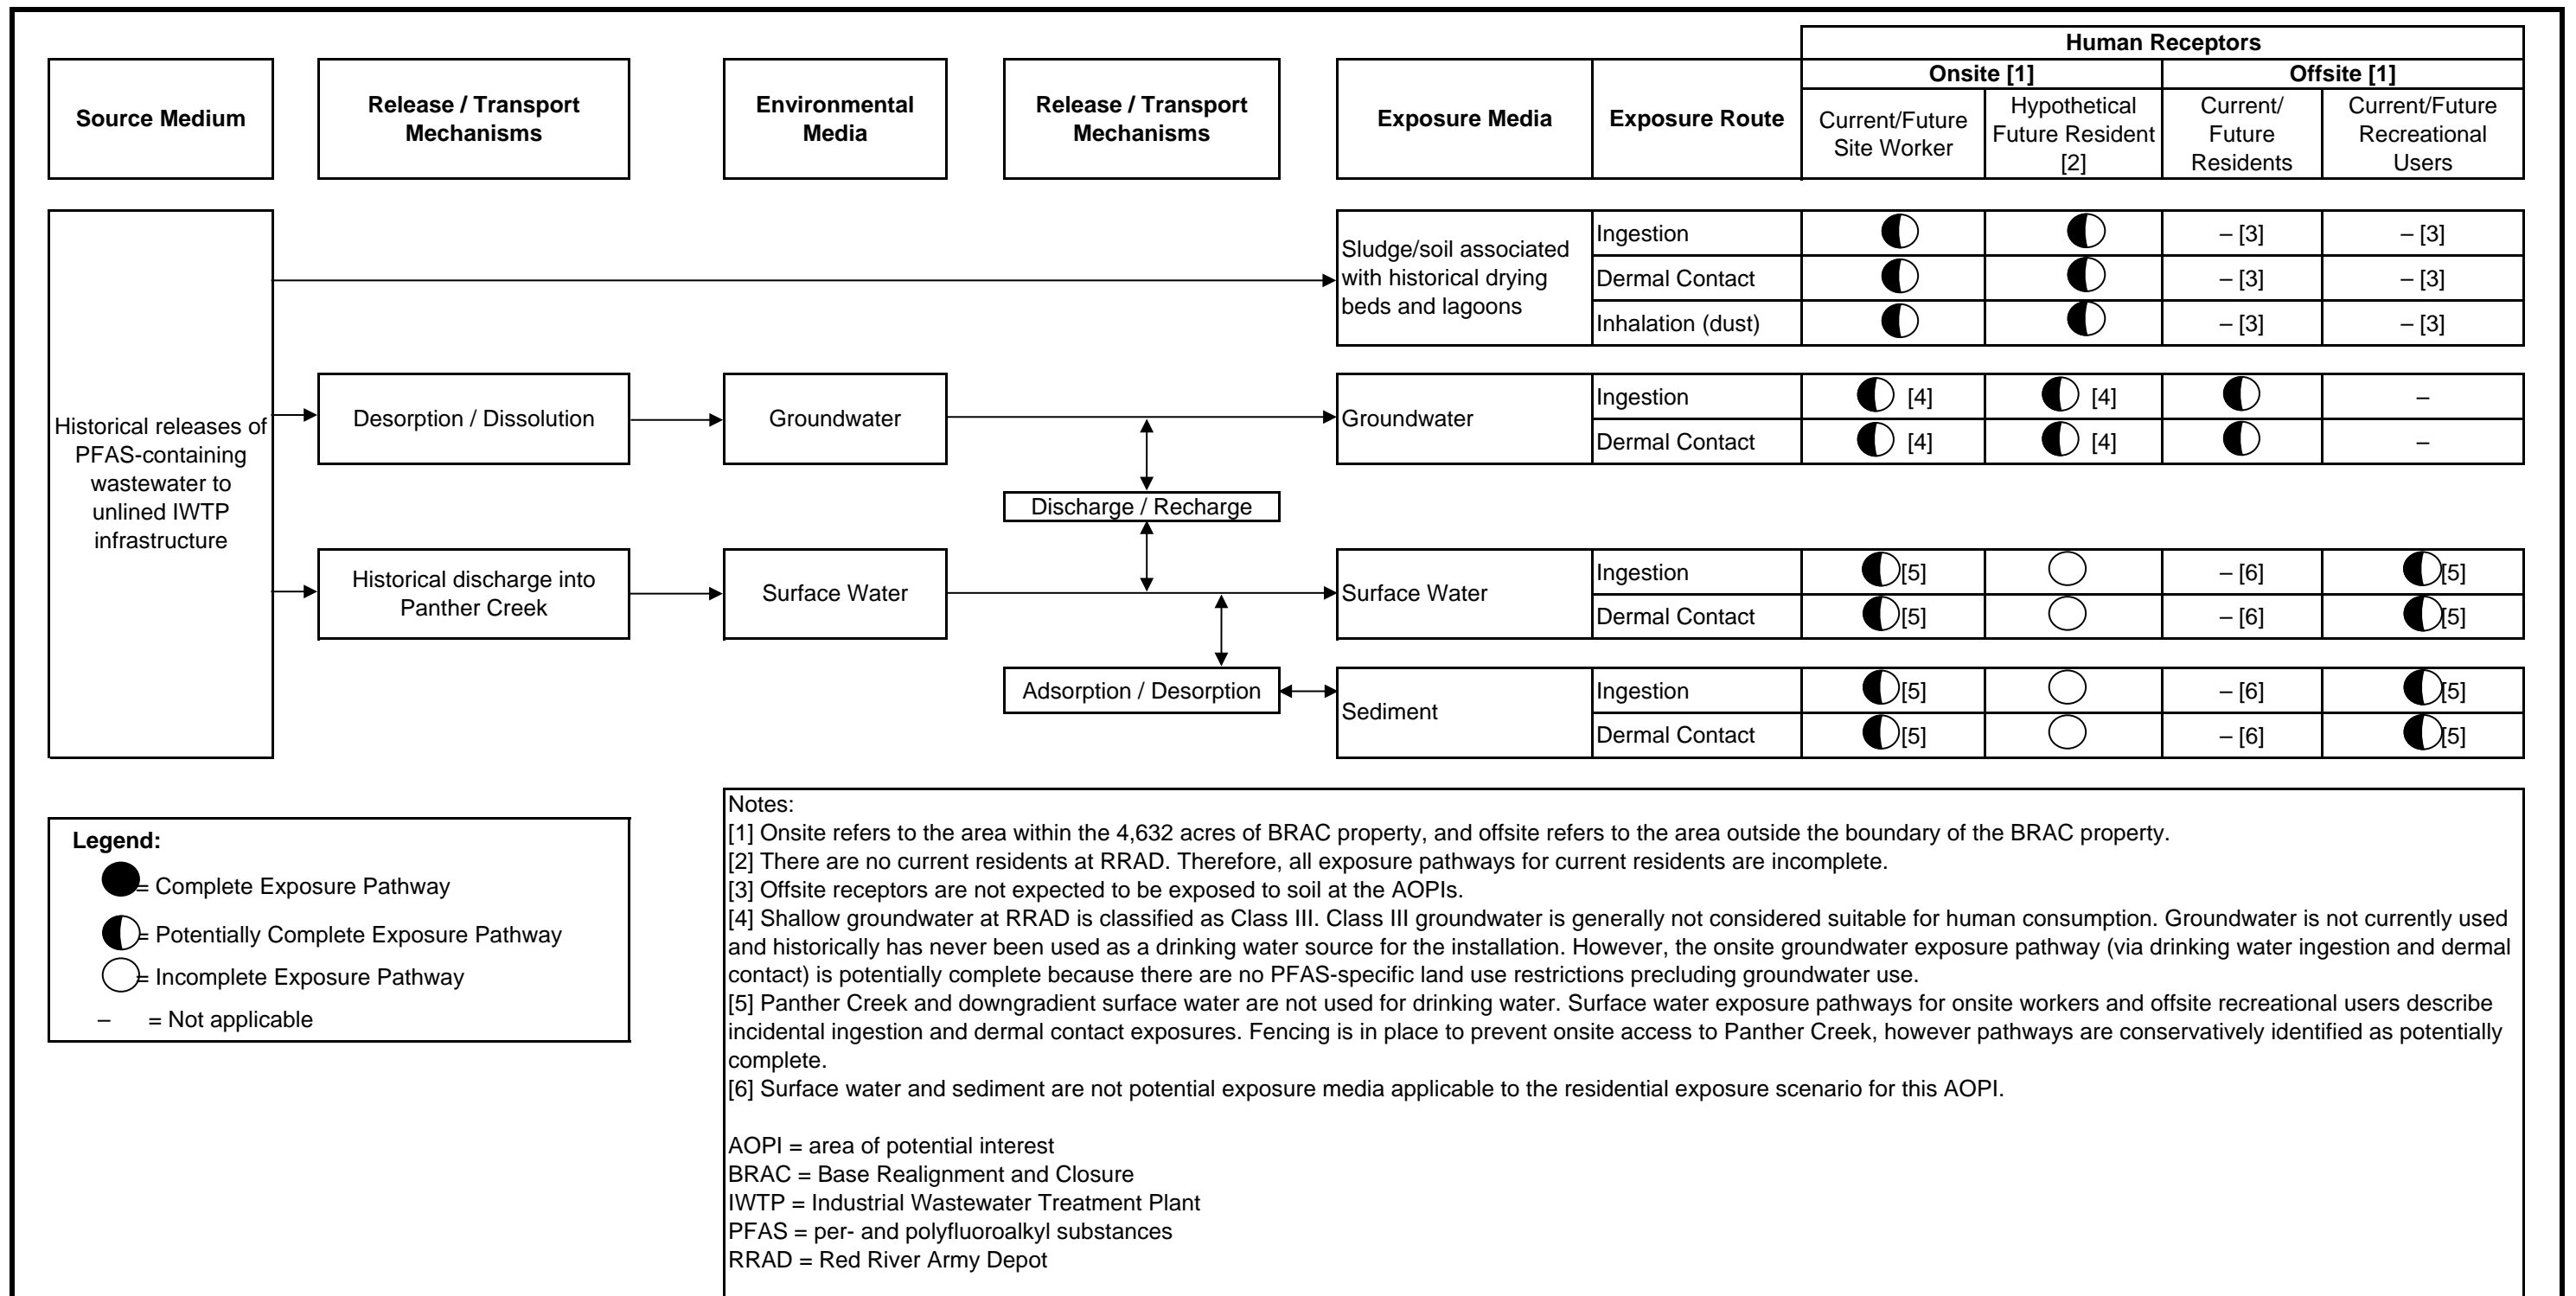 Human Receptors
Source Medium
Release / Transport
Mechanisms
Environmental
Media
Release / Transport
Mechanisms
Exposure Media
Exposure Route
Onsite [1]
Offsite [1]
Current/Future
Site Worker
Hypothetical
Future Resident
[2]
Current/
Future
Residents
Current/Future
Recreational
Users
Historical releases of
PFAS-containing
wastewater to
unlined IWTP
infrastructure
Sludge/soil associated
with historical drying
beds and lagoons
Ingestion – [3] – [3]
Dermal Contact – [3] – [3]
Inhalation (dust) – [3] – [3]
Desorption / Dissolution
Groundwater
Groundwater
Ingestion [4] [4] –
Dermal Contact [4] [4] –
Discharge / Recharge
Historical discharge into
Panther Creek
Surface Water
Surface Water
Ingestion [5] – [6] [5]
Dermal Contact [5] – [6] [5]
Adsorption / Desorption
Sediment
Ingestion [5] – [6] [5]
Dermal Contact [5] – [6] [5]
Legend:
= Complete Exposure Pathway
= Potentially Complete Exposure Pathway
= Incomplete Exposure Pathway
– = Not applicable
Notes:
[1] Onsite refers to the area within the 4,632 acres of BRAC property, and offsite refers to the area outside the boundary of the BRAC property.
[2] There are no current residents at RRAD. Therefore, all exposure pathways for current residents are incomplete.
[3] Offsite receptors are not expected to be exposed to soil at the AOPIs.
[4] Shallow groundwater at RRAD is classified as Class III. Class III groundwater is generally not considered suitable for human consumption. Groundwater is not currently used
and historically has never been used as a drinking water source for the installation. However, the onsite groundwater exposure pathway (via drinking water ingestion and dermal
contact) is potentially complete because there are no PFAS-specific land use restrictions precluding groundwater use.
[5] Panther Creek and downgradient surface water are not used for drinking water. Surface water exposure pathways for onsite workers and offsite recreational users describe
incidental ingestion and dermal contact exposures. Fencing is in place to prevent onsite access to Panther Creek, however pathways are conservatively identified as potentially
complete.
[6] Surface water and sediment are not potential exposure media applicable to the residential exposure scenario for this AOPI.
AOPI = area of potential interest
BRAC = Base Realignment and Closure
IWTP = Industrial Wastewater Treatment Plant
PFAS = per- and polyfluoroalkyl substances
RRAD = Red River Army Depot